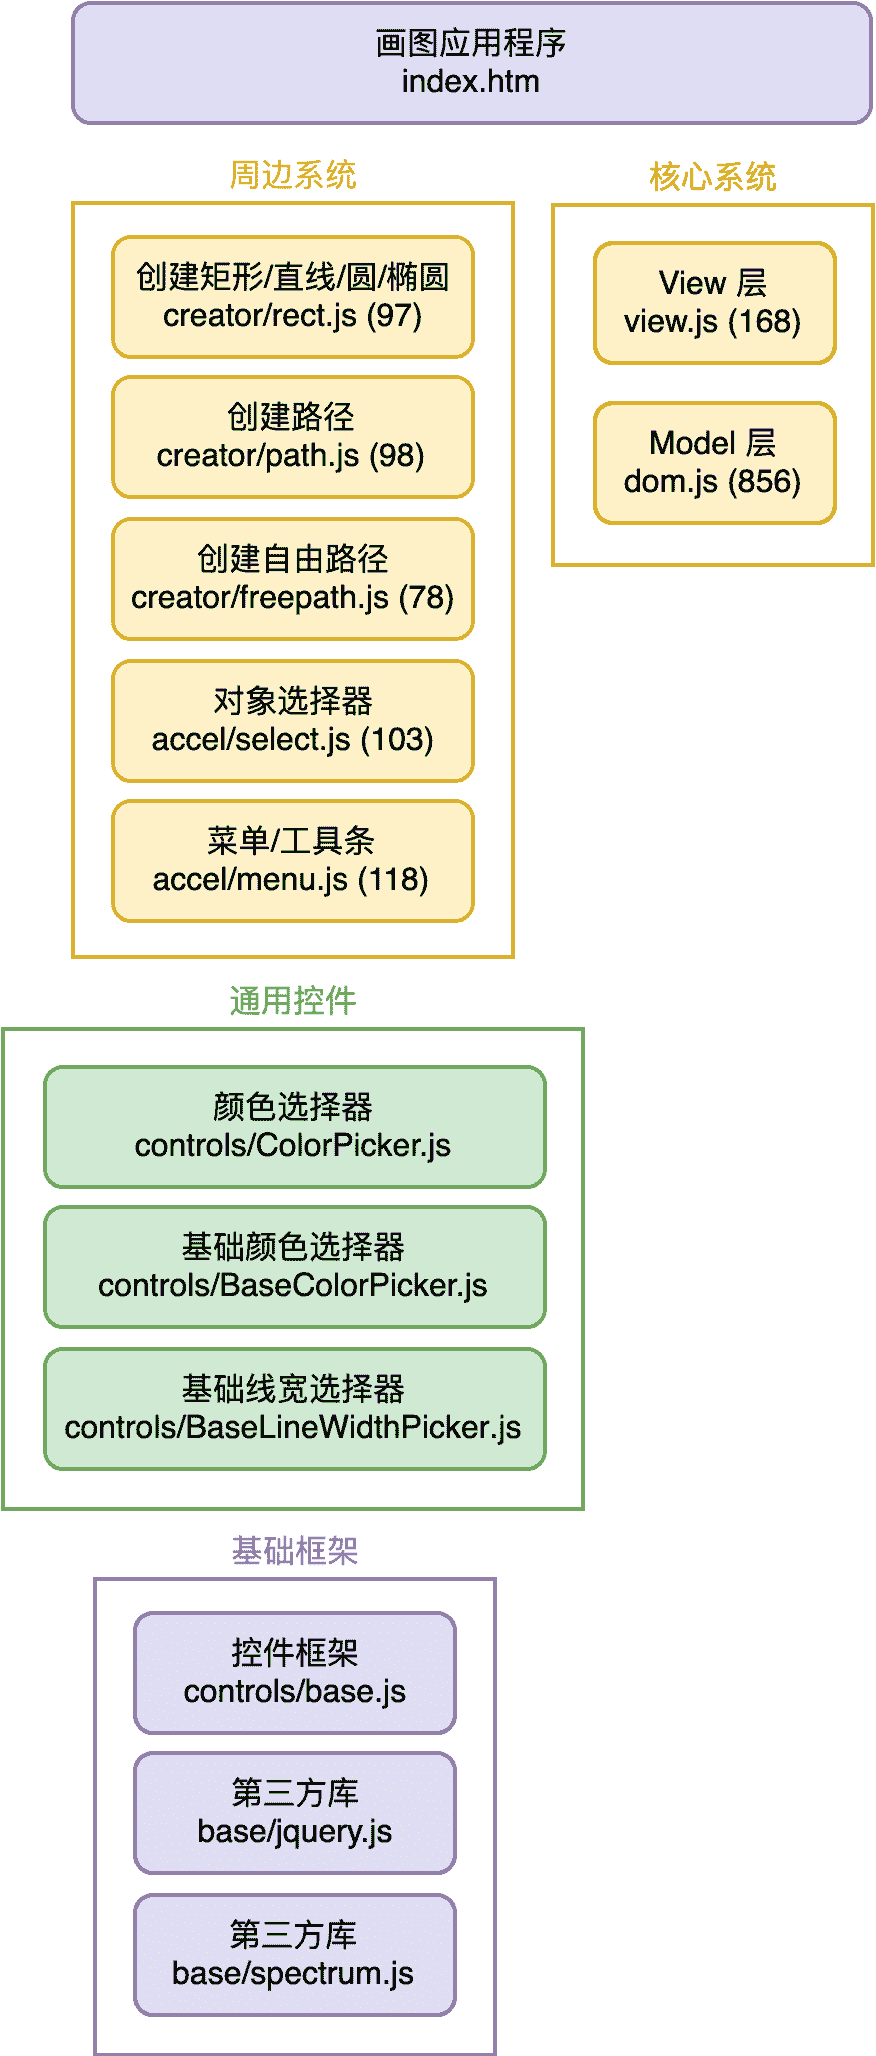 画图应用程序
index.htm
周边系统
创建矩形/直线/圆/椭圆
creator/rect.js (97)
创建路径
creator/path.js (98)
创建自由路径
creator/freepath.js (78)
对象选择器
accel/select.js (103)
菜单/工具条
accel/menu.js (118)
核心系统
View 层
view.js (168)
Model 层
dom.js (856)
通用控件
颜色选择器
controls/ColorPicker.js
基础颜色选择器
controls/BaseColorPicker.js
基础线宽选择器
controls/BaseLineWidthPicker.js
基础框架
控件框架
controls/base.js
第三方库
base/jquery.js
第三方库
base/spectrum.js